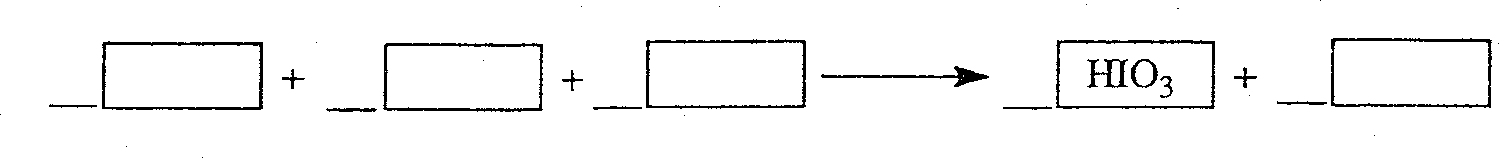 + + HIO₃ +